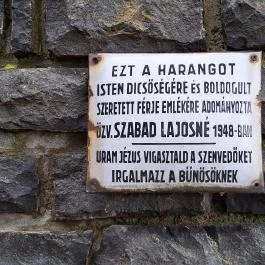 EZT A HARANGOT
ISTEN DICSŐSÉGÉRE és BOLDOGULT
SZERETETT FÉRJE EMLÉKÉRE ADOMÁNYOZTA
ÖZV. SZABAD LAJOSNÉ 1948-BAN
URAM JÉZUS VIGASZTALD A SZENVEDŐKET
IRGALMAZZ A BŰNÖSÖKNEK